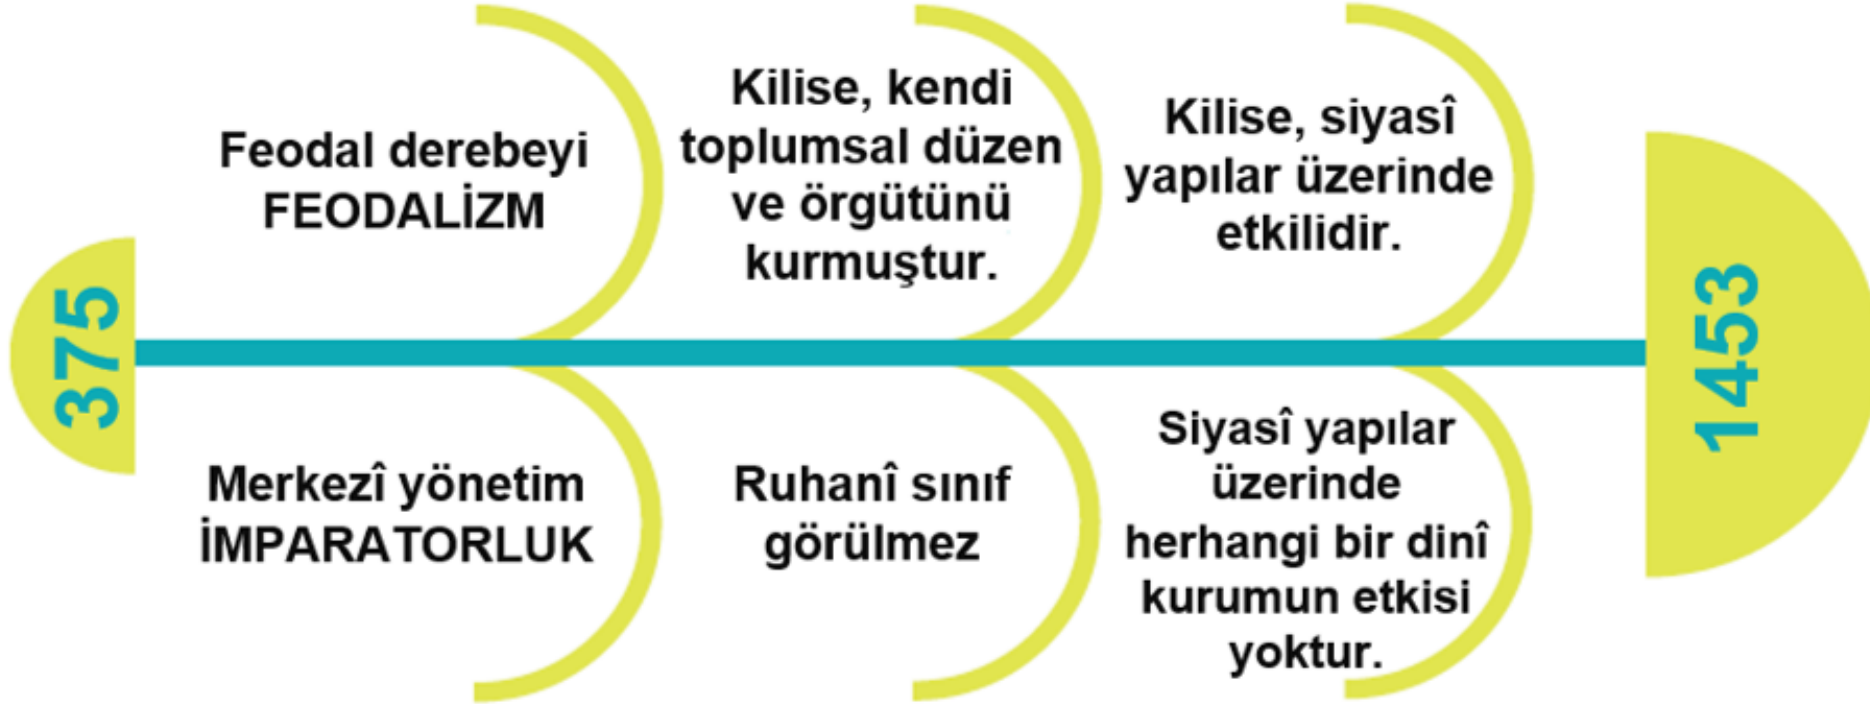 375
Feodal derebeyi
FEODALİZM
Kilise, kendi
toplumsal düzen
ve örgütünü
kurmuştur.
Kilise, siyasî
yapılar üzerinde
etkilidir.
Merkezî yönetim
İMPARATORLUK
Ruhanî sınıf
görülmez
Siyasî yapılar
üzerinde
herhangi bir dinî
kurumun etkisi
yoktur.
1453